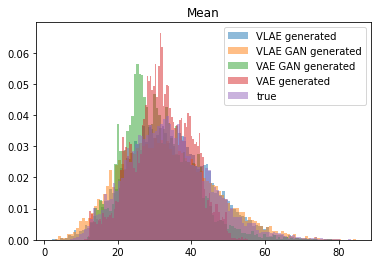 Mean
VLAE generated
VLAE GAN generated
VAE GAN generated
VAE generated
true
0.06
0.05
0.04
0.03
0.02
0.01
0.00
0 20 40 60 80